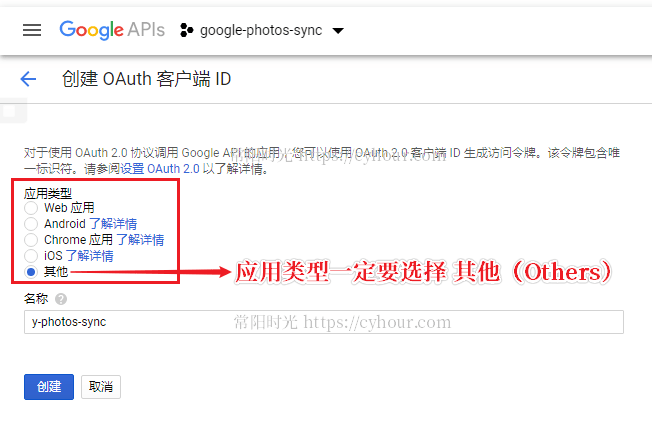 Google APIs google-photos-sync
创建 OAuth 客户端 ID
对于使用 OAuth 2.0 协议调用 Google API 的应用，您可以使用 OAuth 2.0 客户端 ID 生成访问令牌。该令牌包含唯
一标识符。请参阅设置 OAuth 2.0 以了解详情。
常阳时光 https://cyhour.com
应用类型
Web 应用
Android 了解详情
Chrome 应用 了解详情
iOS 了解详情
其他
应用类型一定要选择 其他（Others）
名称 ?
y-photos-sync
常阳时光 https://cyhour.com
创建 取消